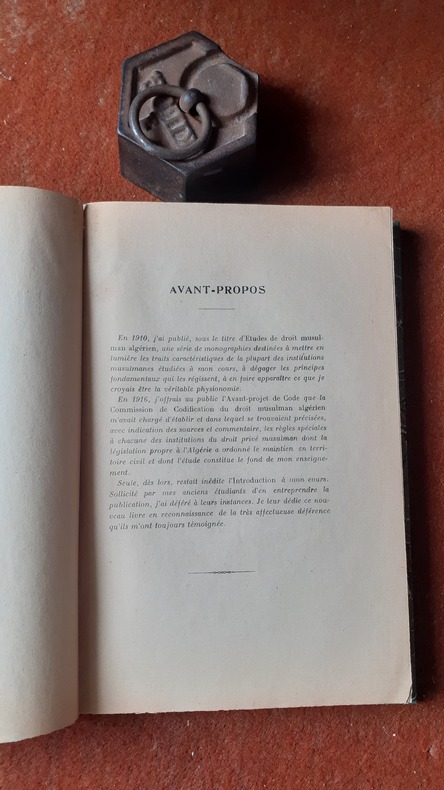 AVANT-PROPOS
En 1910, j'ai publié, sous le titre d'Etudes de droit musul-
man algérien, une série de monographies destinées à mettre en
lumière les traits caractéristiques de la plupart des institutions
musulmanes étudiées à mon cours, à dégager les principes
fondamentaux qui les régissent, à en faire apparaître ce que je
croyais être la véritable physionomie.
En 1916, j'offrais au public l'Avant-projet de Code que la
Commission de Codification du droit musulman algérien
m'avait chargé d'établir et dans lequel se trouvaient précisées,
avec indication des sources et commentaire, les règles spéciales
à chacune des institutions du droit privé musulman dont la
législation propre à l'Algérie a ordonné le maintien en terri-
toire civil et dont l'étude constitue le fond de mon enseigne-
ment.
Seule, dès lors, restait inédite l'Introduction à mon cours.
Sollicité par mes anciens étudiants d'en entreprendre la
publication, j'ai déféré à leurs instances. Je leur dédie ce nou-
veau livre en reconnaissance de la très affectueuse déférence
qu'ils m'ont toujours témoignée.